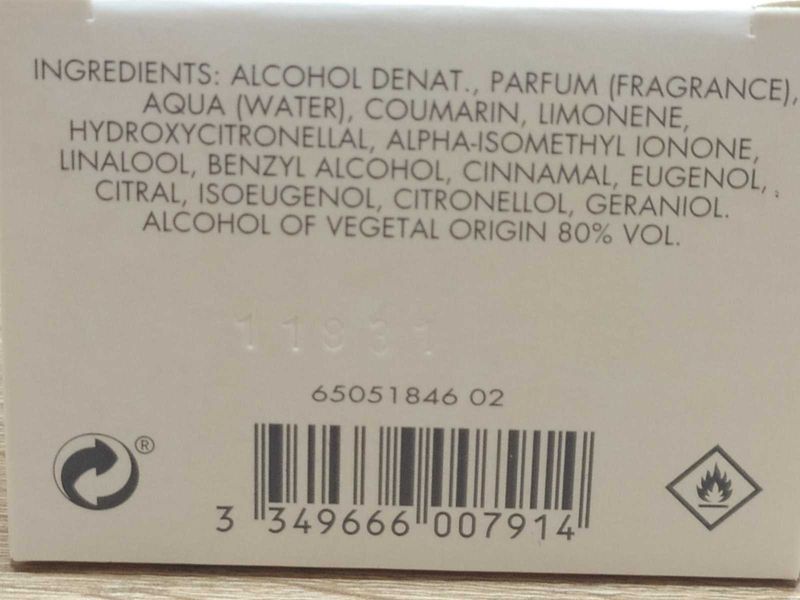 INGREDIENTS: ALCOHOL DENAT., PARFUM (FRAGRANCE),
AQUA (WATER), COUMARIN, LIMONENE,
HYDROXYCITRONELLAL, ALPHA-ISOMETHYL IONONE,
LINALOOL, BENZYL ALCOHOL, CINNAMAL, EUGENOL,
CITRAL, ISOEUGENOL, CITRONELLOL, GERANIOL.
ALCOHOL OF VEGETAL ORIGIN 80% VOL.
11931
65051846 02
®
3 349666 007914